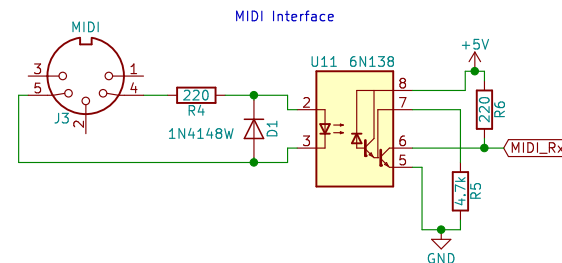 MIDI Interface
MIDI
3
1
5
4
2
J3
220
R4
1N4148W
D1
U11 6N138
2
3
8
7
6
5
+5V
220
R6
MIDI_Rx
4.7k
R5
GND